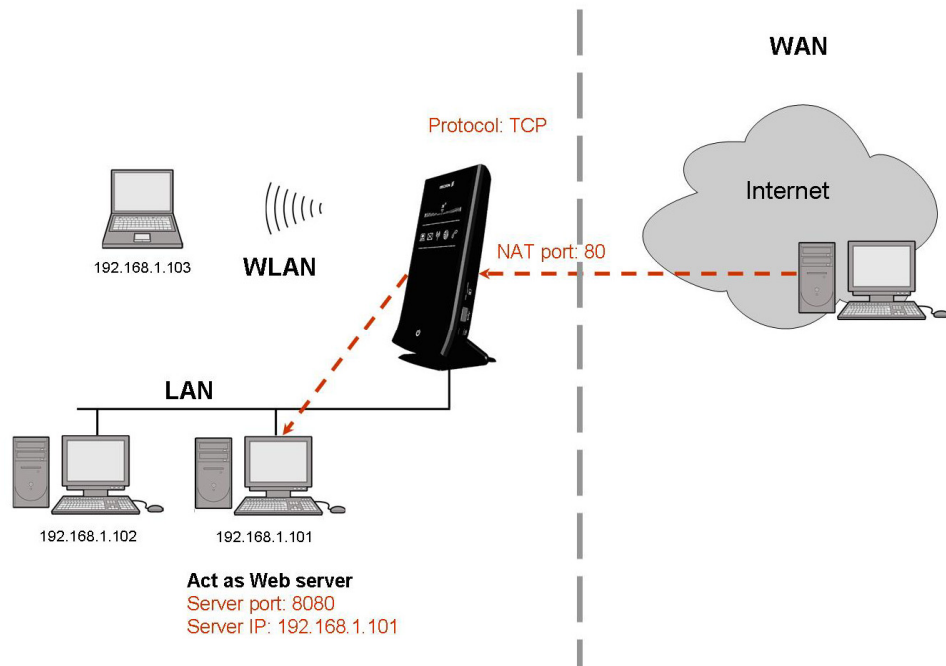 WAN
Protocol: TCP
Internet
192.168.1.103
WLAN
NAT port: 80
LAN
192.168.1.102
192.168.1.101
Act as Web server
Server port: 8080
Server IP: 192.168.1.101